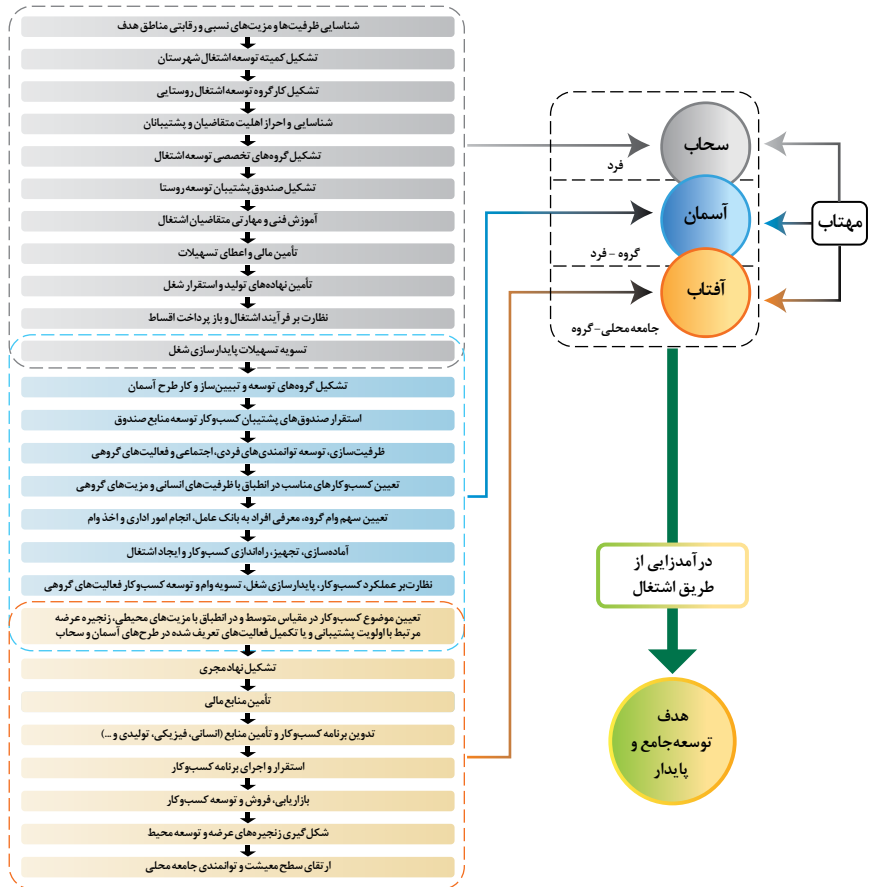 شناسایی ظرفیت‌ها و مزیت‌های نسبی و رقابتی مناطق هدف
تشکیل کمیته توسعه اشتغال شهرستان
تشکیل کارگروه توسعه اشتغال روستایی
شناسایی و احراز اهلیت متقاضیان و پشتیبانان
تشکیل گروه‌های تخصصی توسعه اشتغال
تشکیل صندوق پشتیبان توسعه روستا
آموزش فنی و مهارتی متقاضیان اشتغال
تأمین مالی و اعطای تسهیلات
تأمین نهاده‌های تولید و استقرار شغل
نظارت بر فرآیند اشتغال و باز پرداخت اقساط
تسویه تسهیلات پایدارسازی شغل
تشکیل گروه‌های توسعه و تبیین‌ساز و کار طرح آسمان
استقرار صندوق‌های پشتیبان کسب‌وکار توسعه منابع صندوق
ظرفیت‌سازی، توسعه توانمندی‌های فردی، اجتماعی و فعالیت‌های گروهی
تعیین کسب‌وکارهای مناسب در انطباق با ظرفیت‌های انسانی و مزیت‌های گروهی
تعیین سهم وام گروه، معرفی افراد به بانک عامل، انجام امور اداری و اخذ وام
آماده‌سازی، تجهیز، راه‌اندازی کسب‌وکار و ایجاد اشتغال
نظارت‌بر عملکرد کسب‌وکار، پایدارسازی شغل، تسویه وام و توسعه کسب‌وکار فعالیت‌های گروهی
تعیین موضوع کسب‌وکار در مقیاس متوسط و در انطباق با مزیت‌های محیطی، زنجیره عرضه
مرتبط با اولویت پشتیبانی و یا تکمیل فعالیت‌های تعریف شده در طرح‌های آسمان و سحاب
تشکیل نهاد مجری
تأمین منابع مالی
تدوین برنامه کسب‌وکار و تأمین منابع (انسانی، فیزیکی، تولیدی و ...)
استقرار و اجرای برنامه کسب‌وکار
بازاریابی، فروش و توسعه کسب‌وکار
شکل‌گیری زنجیره‌های عرضه و توسعه محیط
ارتقای سطح معیشت و توانمندی جامعه محلی
سحاب
فرد
آسمان
گروه - فرد
آفتاب
جامعه محلی-گروه
مهتاب
درآمدزایی از
طریق اشتغال
هدف
توسعه‌جامع و
پایدار